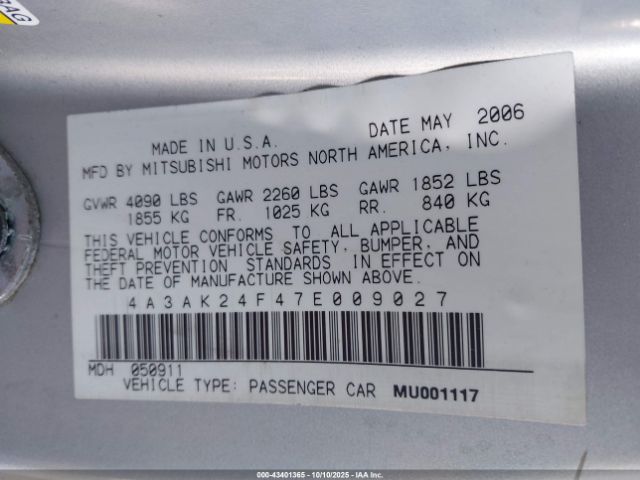 BAG
MADE IN U.S.A. DATE MAY 2006
MFD BY MITSUBISHI MOTORS NORTH AMERICA, INC.
GVWR 4090 LBS GAWR 2260 LBS GAWR 1852 LBS
1855 KG FR. 1025 KG RR. 840 KG
THIS VEHICLE CONFORMS TO ALL APPLICABLE
FEDERAL MOTOR VEHICLE SAFETY, BUMPER, AND
THEFT PREVENTION STANDARDS IN EFFECT ON
THE DATE OF MANUFACTURE SHOWN ABOVE.
4A3AK24F47E009027
MDH 050911
VEHICLE TYPE: PASSENGER CAR MU001117
000-43401365 - 10/10/2025 - IAA Inc.